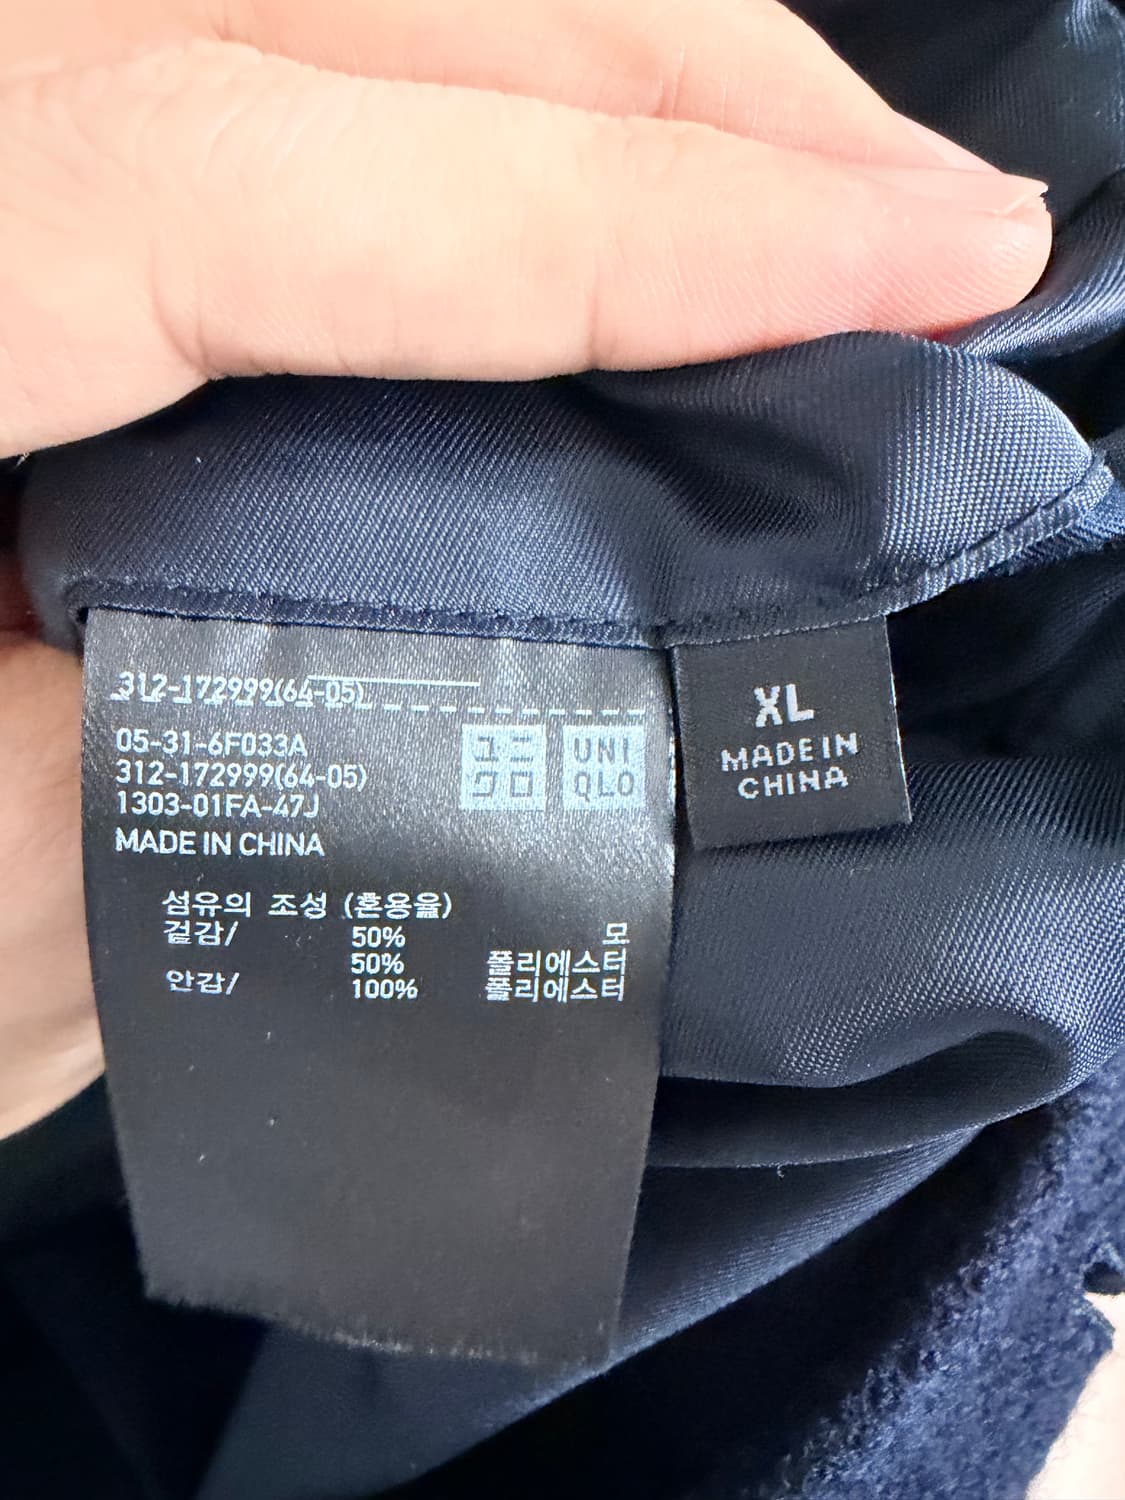 312-172999(64-05)
05-31-6F033A
312-172999(64-05)
1303-01FA-47J
MADE IN CHINA
ユニ
クロ
UNI
QLO
섬유의 조성 (혼용율)
겉감/ 50% 모
50% 폴리에스터
안감/ 100% 폴리에스터
XL
MADE IN
CHINA